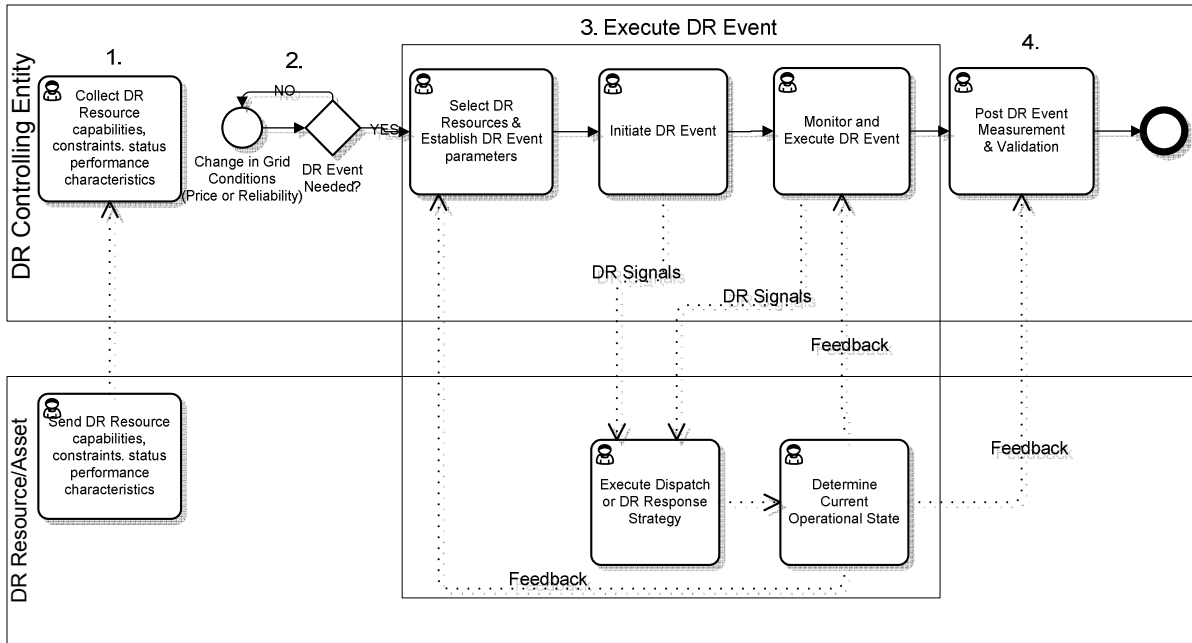 DR Controlling Entity
1.
Collect DR
Resource
capabilities,
constraints. status
performance
characteristics
2.
NO
Change in Grid
Conditions
(Price or Reliability)
DR Event
Needed?
YES
3. Execute DR Event
Select DR
Resources &
Establish DR Event
parameters
Initiate DR Event
Monitor and
Execute DR Event
4.
Post DR Event
Measurement
& Validation
DR Signals
DR Signals
Feedback
DR Resource/Asset
Send DR Resource
capabilities,
constraints. status
performance
characteristics
Execute Dispatch
or DR Response
Strategy
Determine
Current
Operational State
Feedback
Feedback